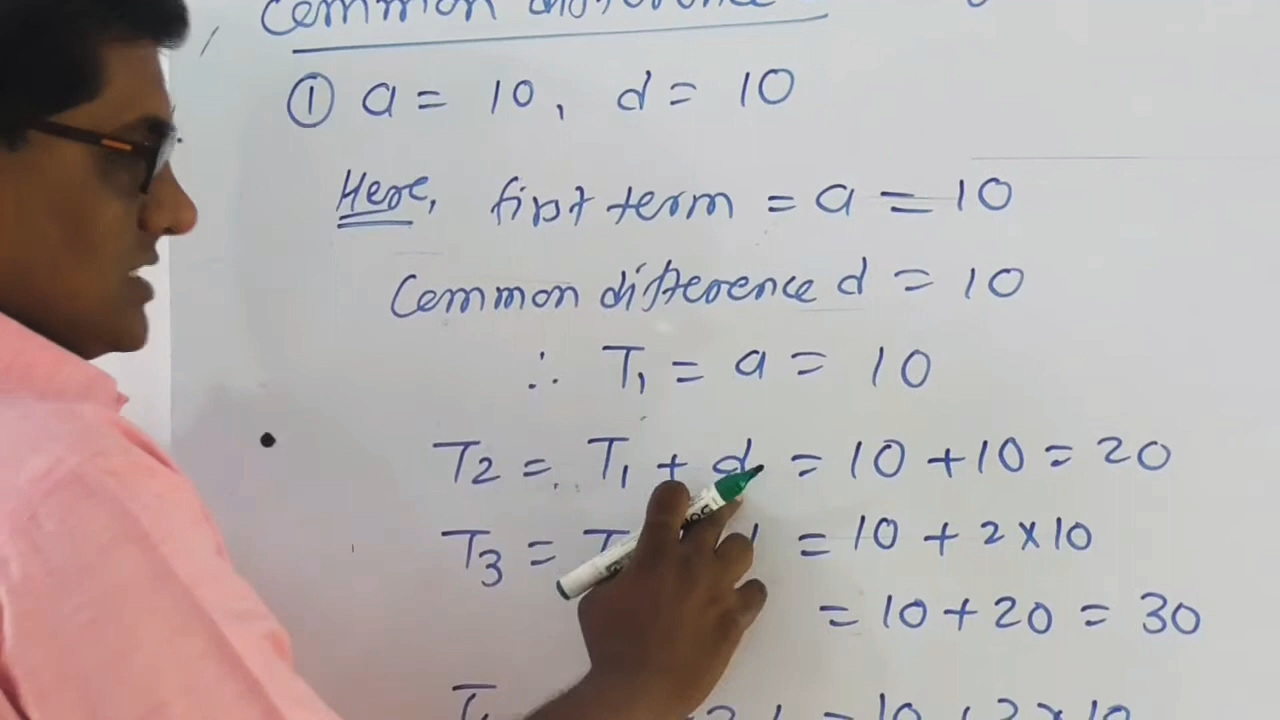 Common difference
① a = 10, d = 10
Here, first term = a = 10
Common difference d = 10
∴ T1 = a = 10
T2 = T1 + d = 10 + 10 = 20
T3 = T = 10 + 2 × 10
= 10 + 20 = 30